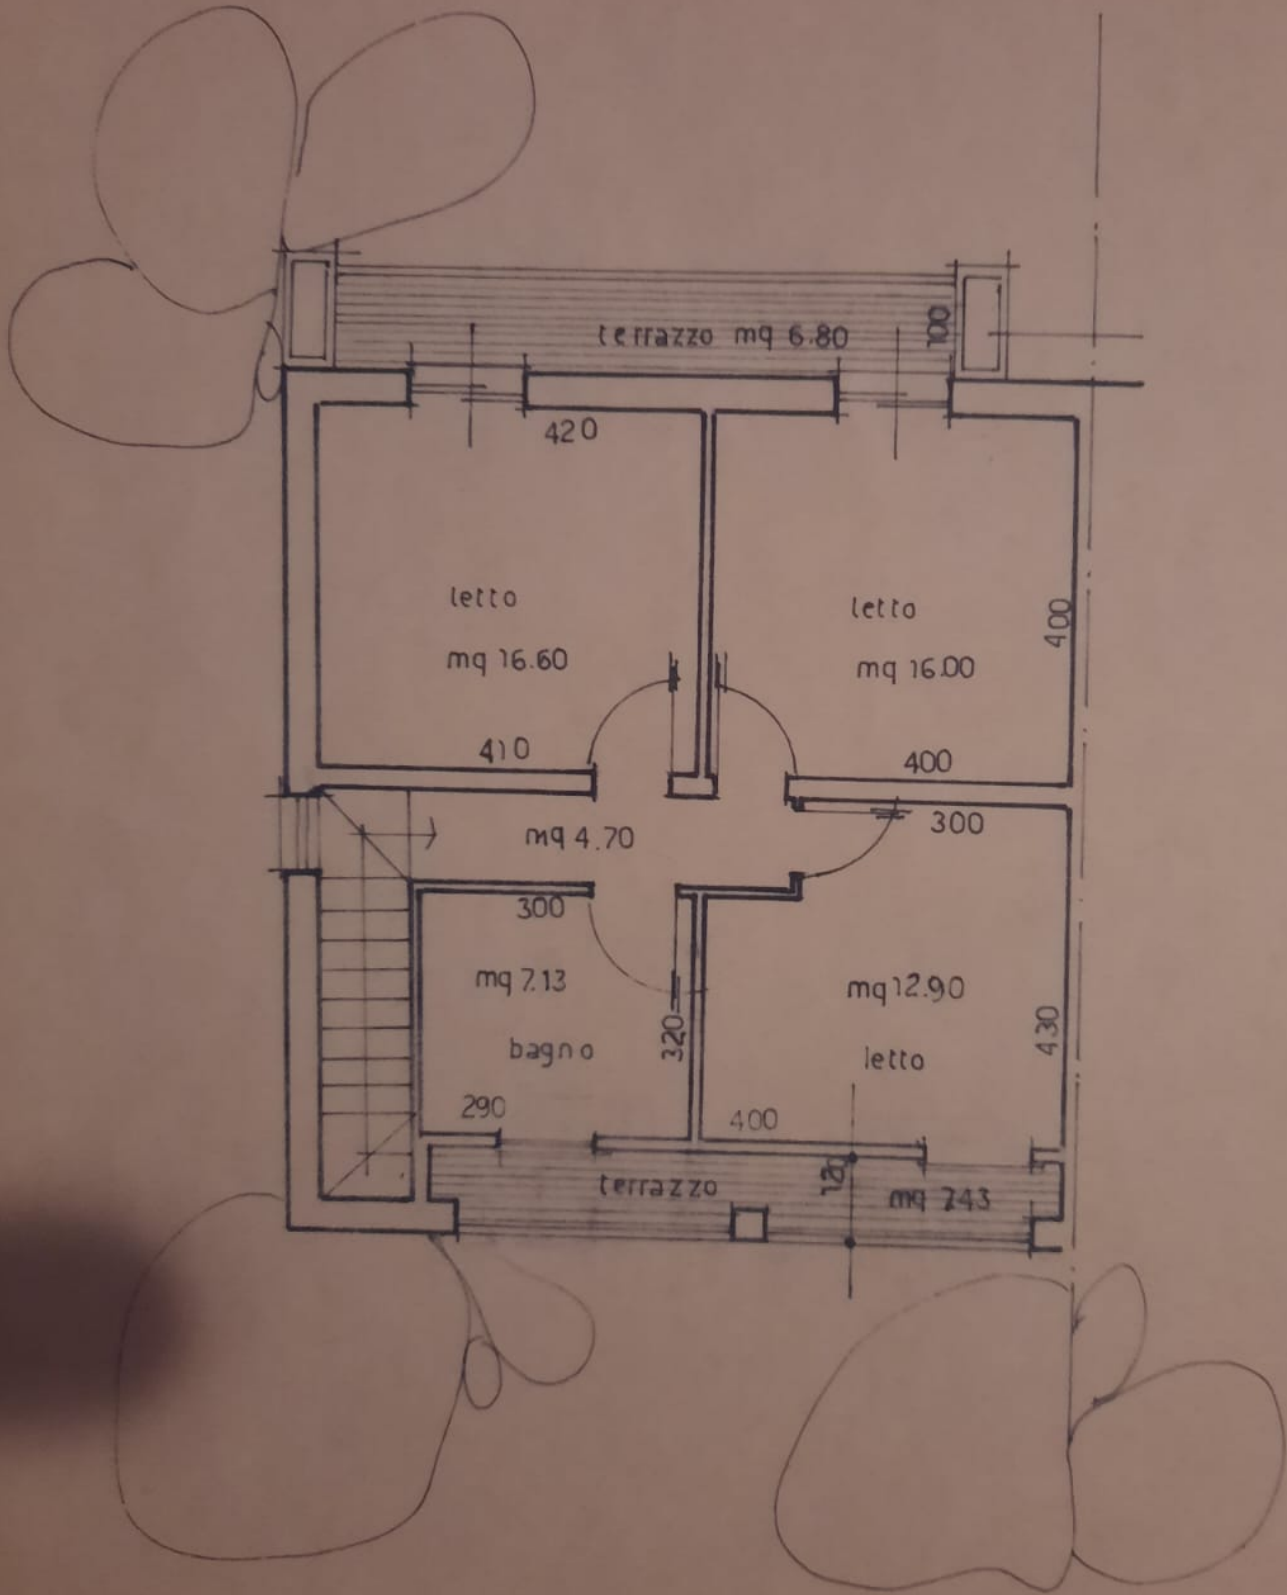 terrazzo mq 6.80
100
420
letto
mq 16.60
letto
mq 16.00
400
410
400
mq 4.70
300
300
mq 7.13
bagno
320
mq 12.90
letto
430
290
400
terrazzo
120
mq 7.43